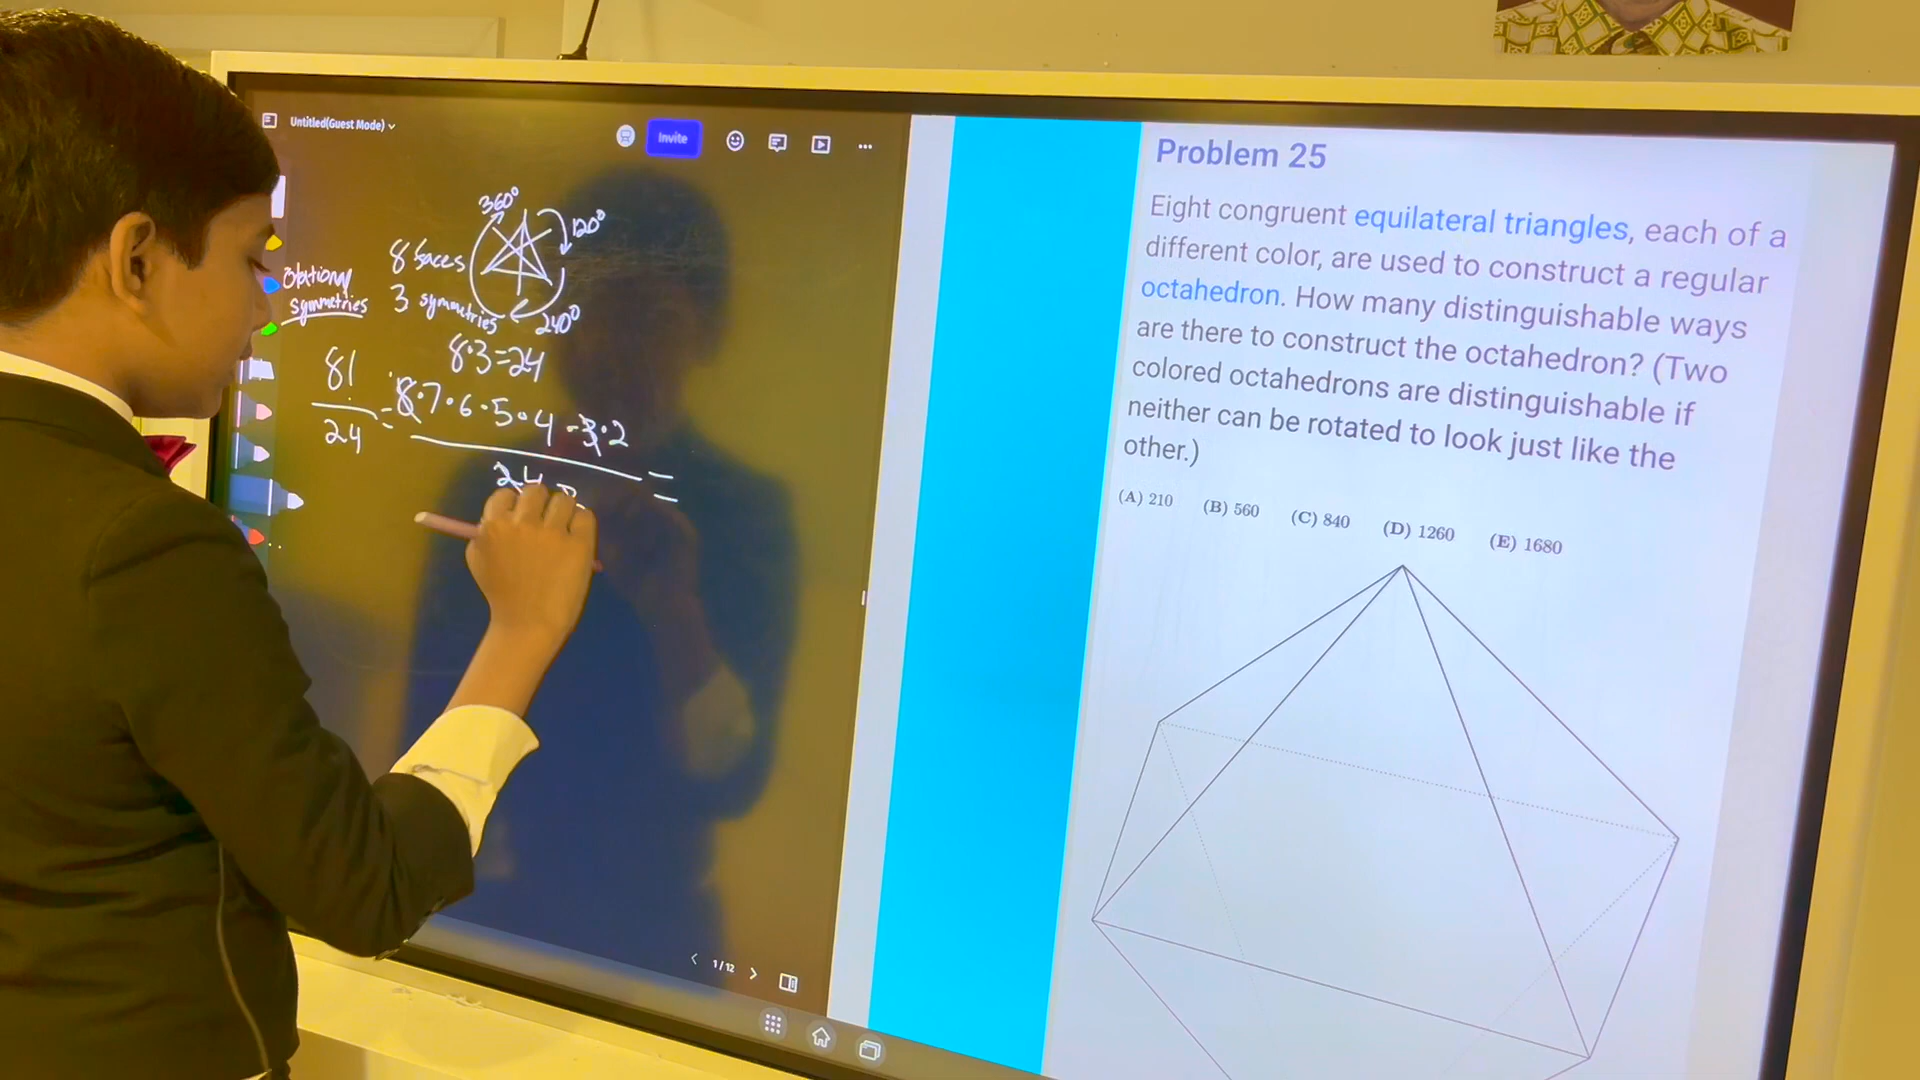 Untitled(Guest Mode)
Invite
360°
120°
8 faces
3 symmetries
240°
symmetries
8·3=24
8!
24
=
8·7·6·5·4·3·2
24
=
1/12
Problem 25
Eight congruent equilateral triangles, each of a
different color, are used to construct a regular
octahedron. How many distinguishable ways
are there to construct the octahedron? (Two
colored octahedrons are distinguishable if
neither can be rotated to look just like the
other.)
(A) 210 (B) 560 (C) 840 (D) 1260 (E) 1680